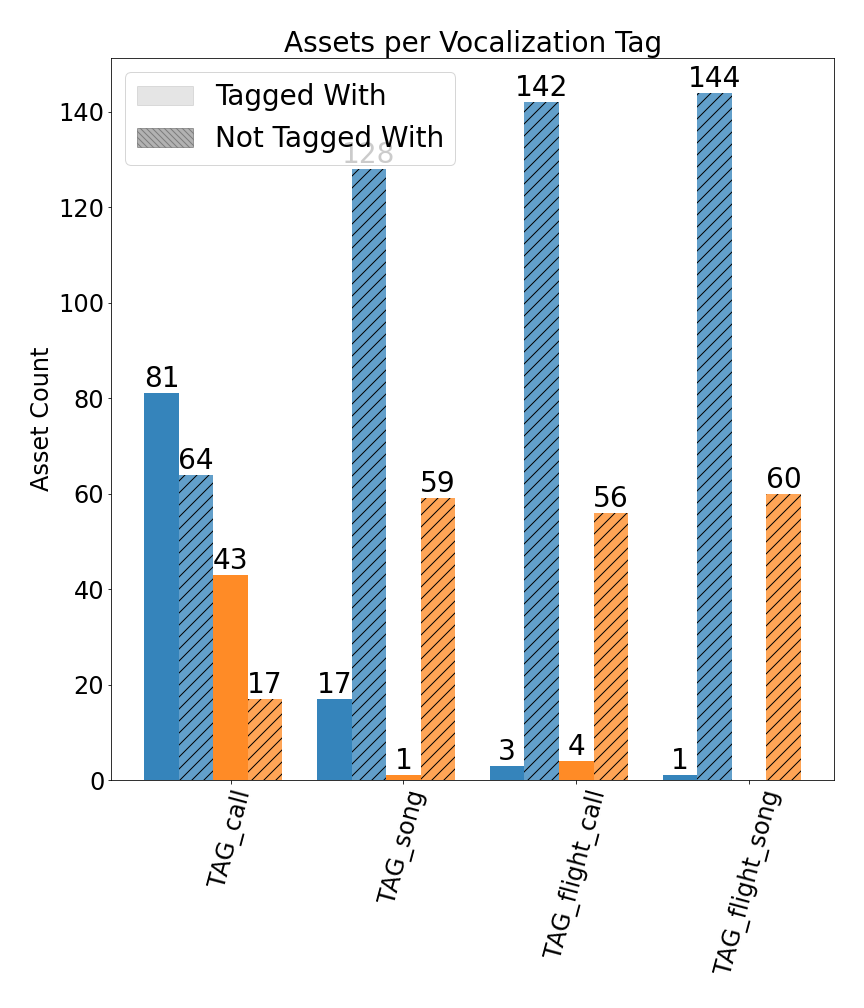 Assets per Vocalization Tag
Tagged With
Not Tagged With
Asset Count
140
120
100
80
60
40
20
0
81
64
43
17
17
128
1
59
3
142
4
56
1
144
60
TAG_call
TAG_song
TAG_flight_call
TAG_flight_song